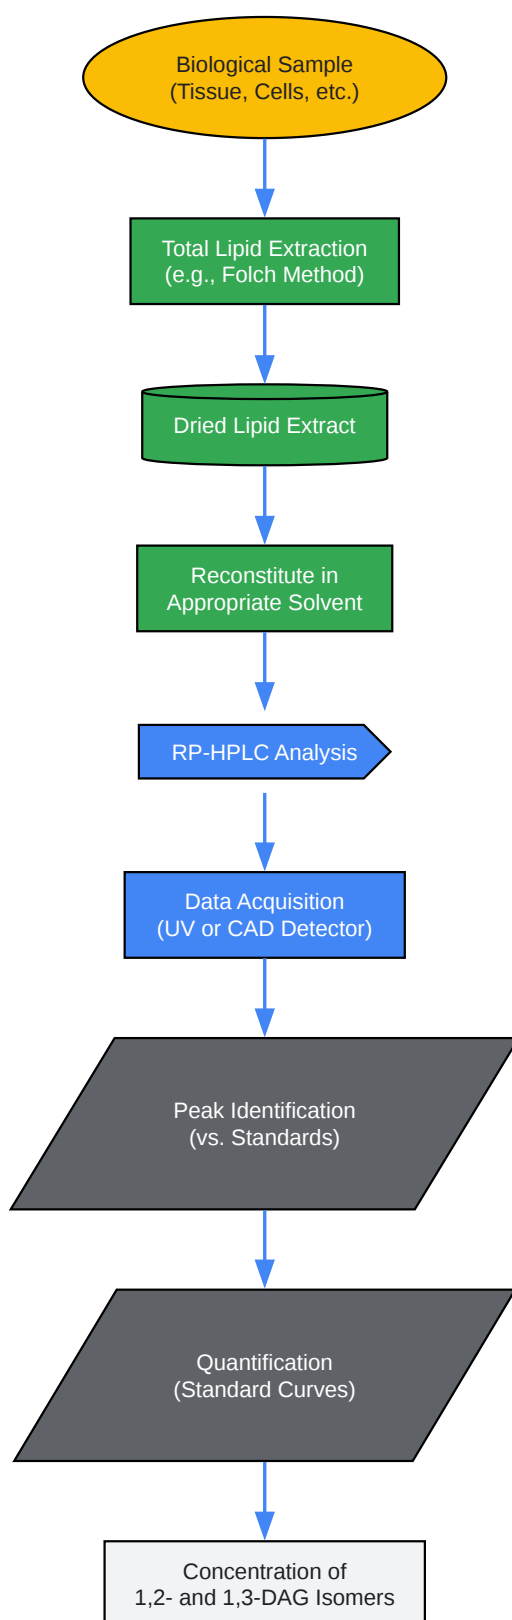 Biological Sample
(Tissue, Cells, etc.)
Total Lipid Extraction
(e.g., Folch Method)
Dried Lipid Extract
Reconstitute in
Appropriate Solvent
RP-HPLC Analysis
Data Acquisition
(UV or CAD Detector)
Peak Identification
(vs. Standards)
Quantification
(Standard Curves)
Concentration of
1,2- and 1,3-DAG Isomers